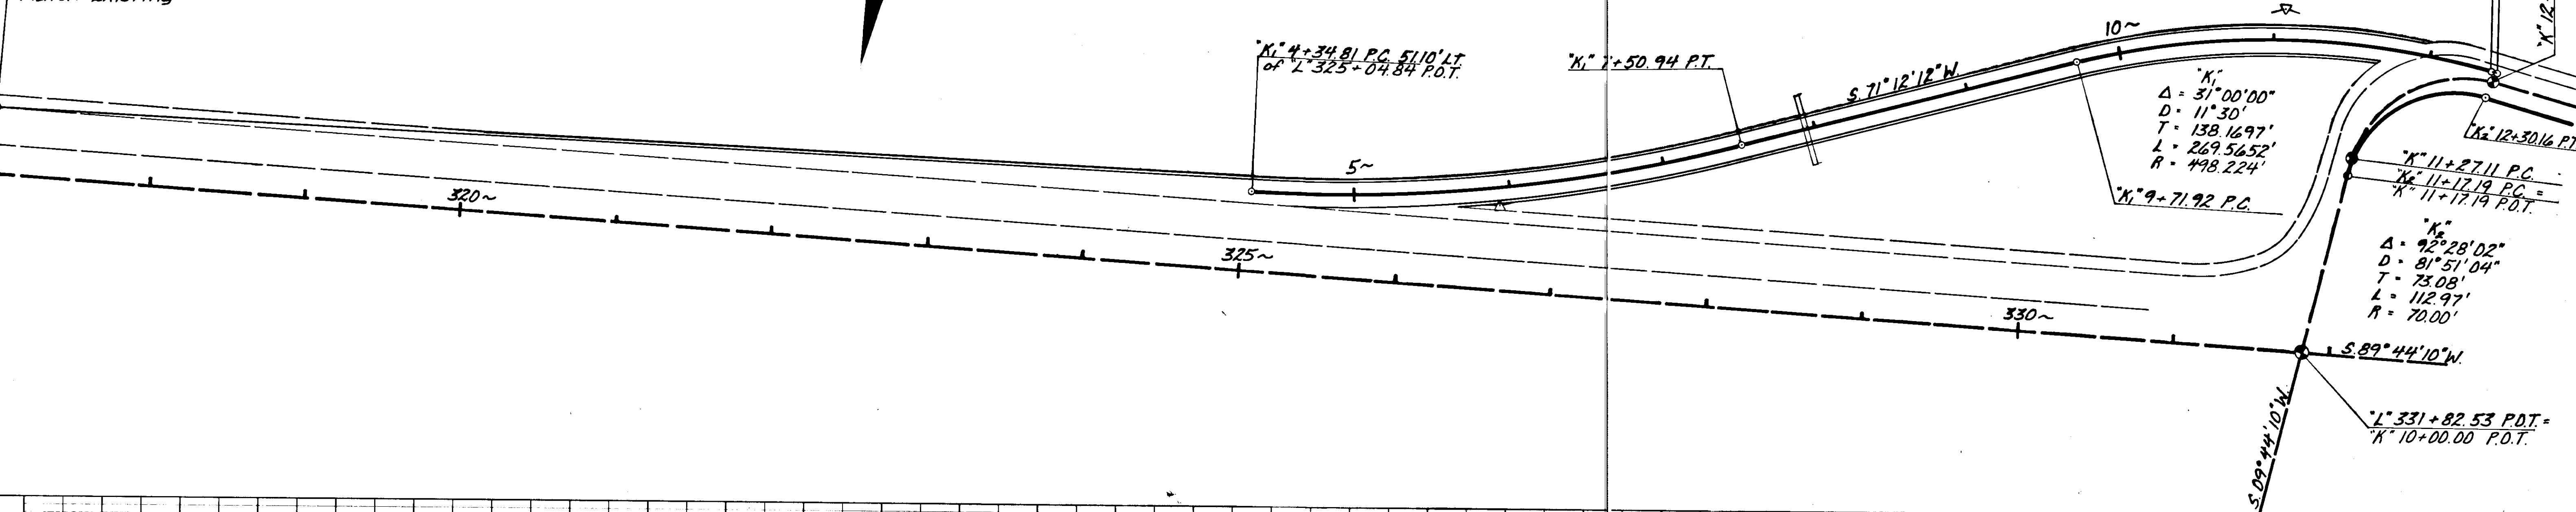 "K₁" 4+34.81 P.C. 51.10' LT.
of "L" 325+04.84 P.O.T.
"K₁" 7+50.94 P.T.
S. 71°12'12" W.
10~
"K₁"
Δ = 31°00'00"
D = 11°30'
T = 138.1697'
L = 269.5652'
R = 498.224'
"K₁" 9+71.92 P.C.
"K" 12
"K₂" 12+30.16 P.T.
"K" 11+27.11 P.C.
"K₂" 11+17.19 P.C. =
"K" 11+17.19 P.O.T.
"K₂"
Δ = 92°28'02"
D = 81°51'04"
T = 73.08'
L = 112.97'
R = 70.00'
5~
320~
325~
330~
S. 89°44'10" W.
S. 09°44'10" W.
"L" 331+82.53 P.O.T. =
"K" 10+00.00 P.O.T.